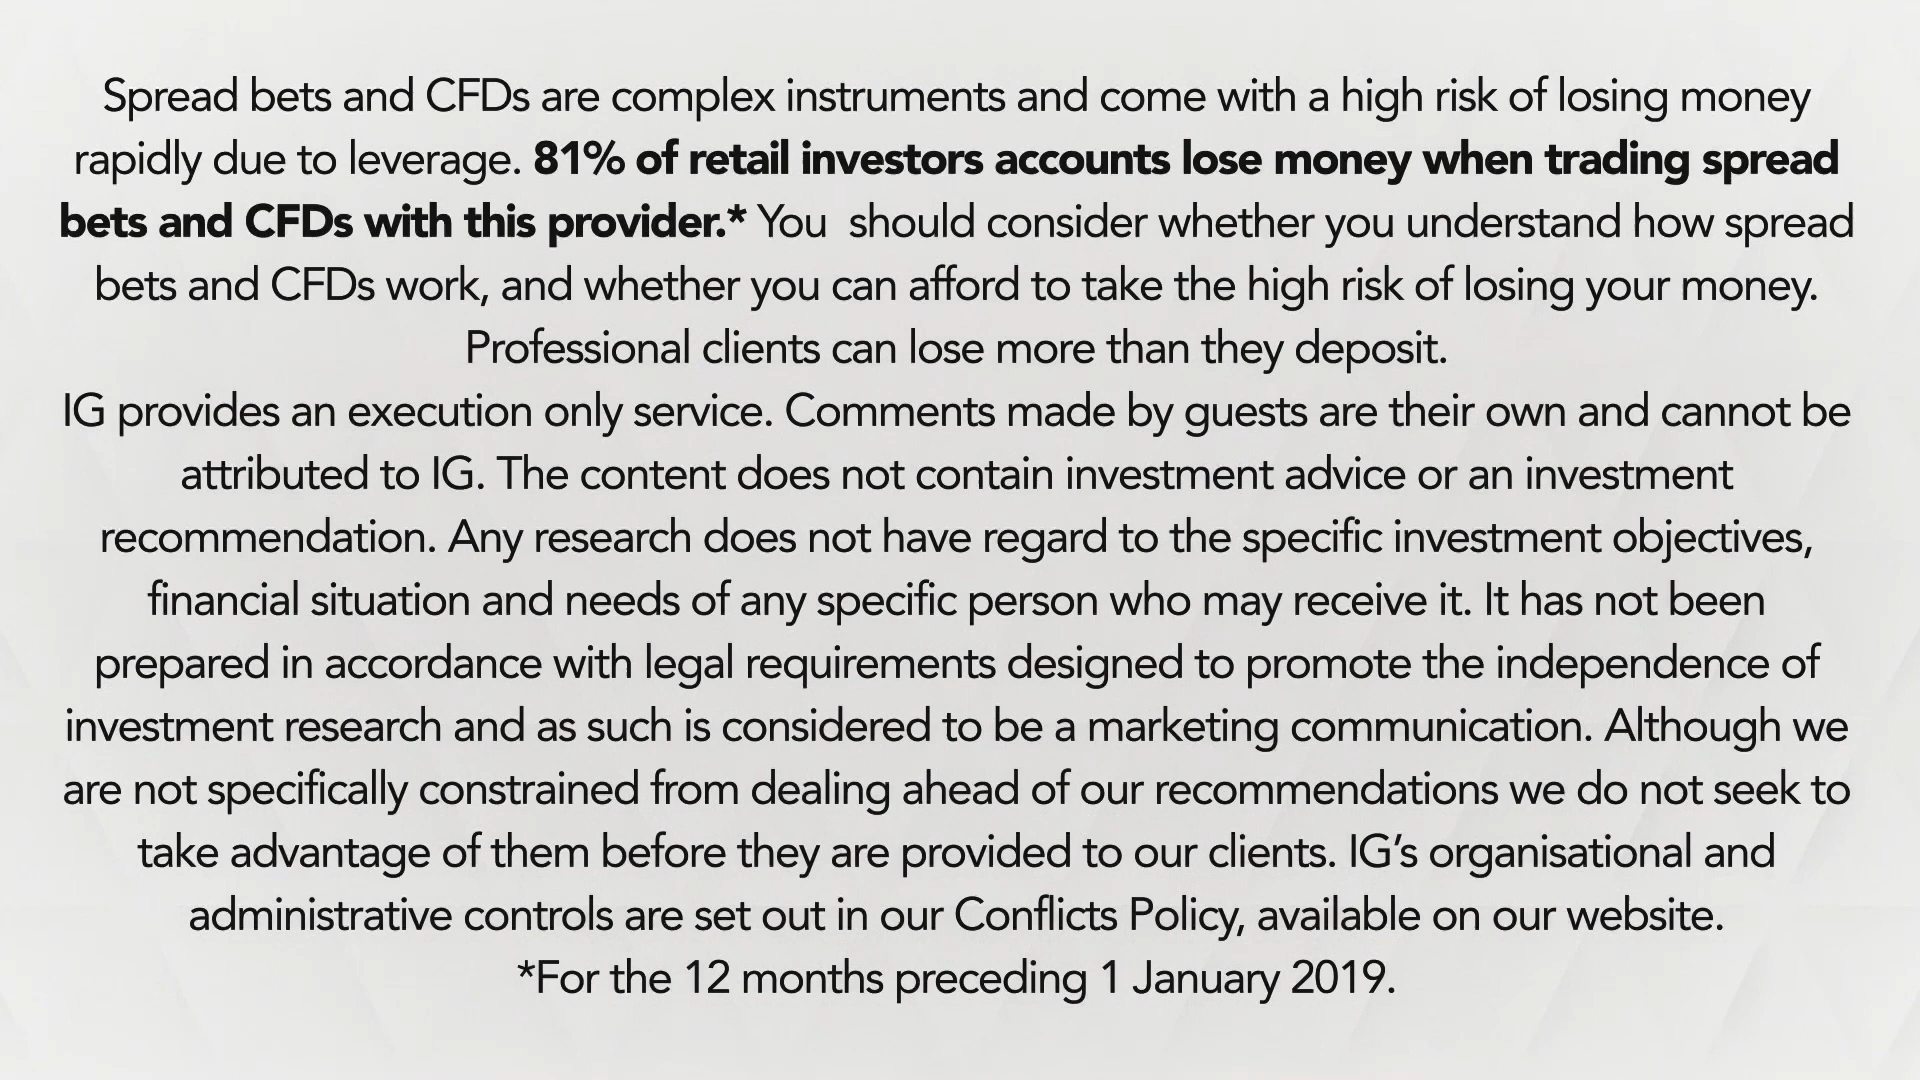 Spread bets and CFDs are complex instruments and come with a high risk of losing money
rapidly due to leverage. 81% of retail investors accounts lose money when trading spread
bets and CFDs with this provider.* You  should consider whether you understand how spread
bets and CFDs work, and whether you can afford to take the high risk of losing your money.
Professional clients can lose more than they deposit.
IG provides an execution only service. Comments made by guests are their own and cannot be
attributed to IG. The content does not contain investment advice or an investment
recommendation. Any research does not have regard to the specific investment objectives,
financial situation and needs of any specific person who may receive it. It has not been
prepared in accordance with legal requirements designed to promote the independence of
investment research and as such is considered to be a marketing communication. Although we
are not specifically constrained from dealing ahead of our recommendations we do not seek to
take advantage of them before they are provided to our clients. IG’s organisational and
administrative controls are set out in our Conflicts Policy, available on our website.
*For the 12 months preceding 1 January 2019.